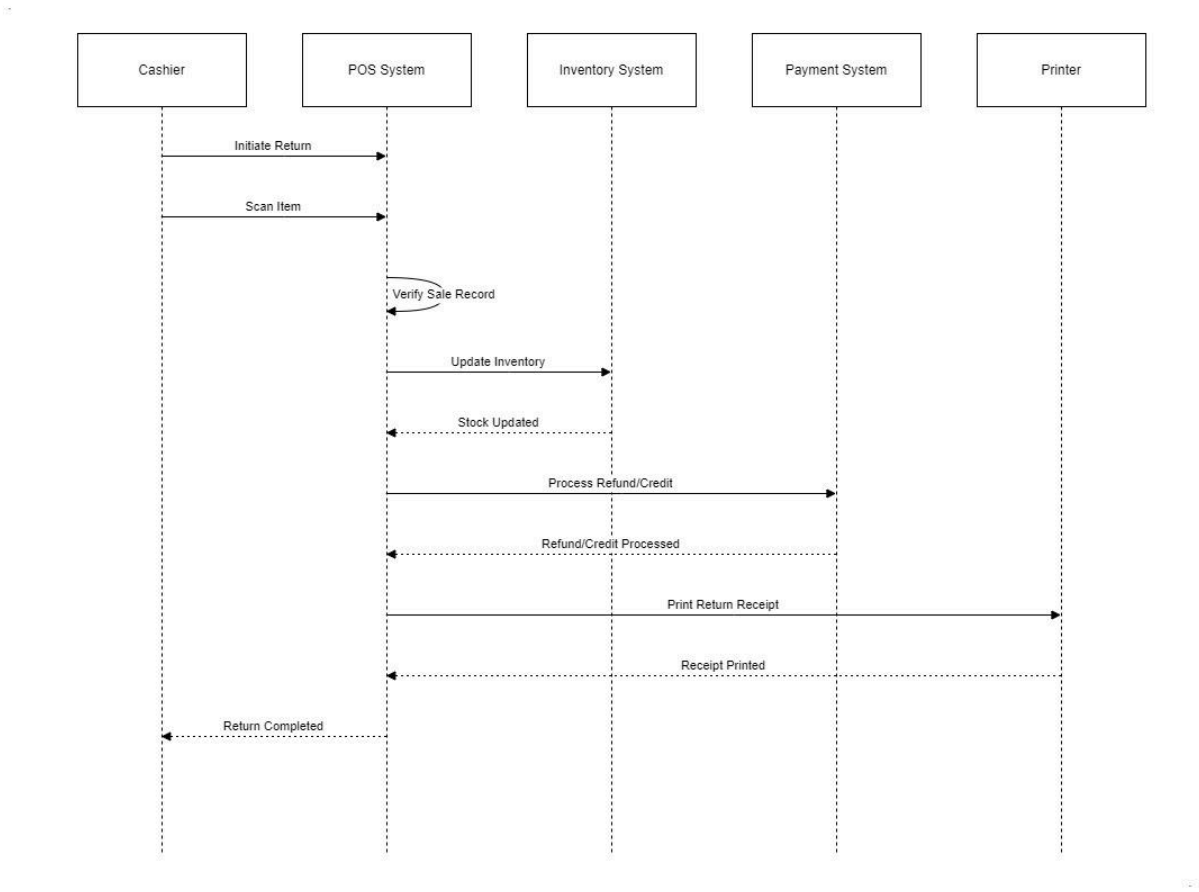 Cashier
POS System
Inventory System
Payment System
Printer
Initiate Return
Scan Item
Verify Sale Record
Update Inventory
Stock Updated
Process Refund/Credit
Refund/Credit Processed
Print Return Receipt
Receipt Printed
Return Completed